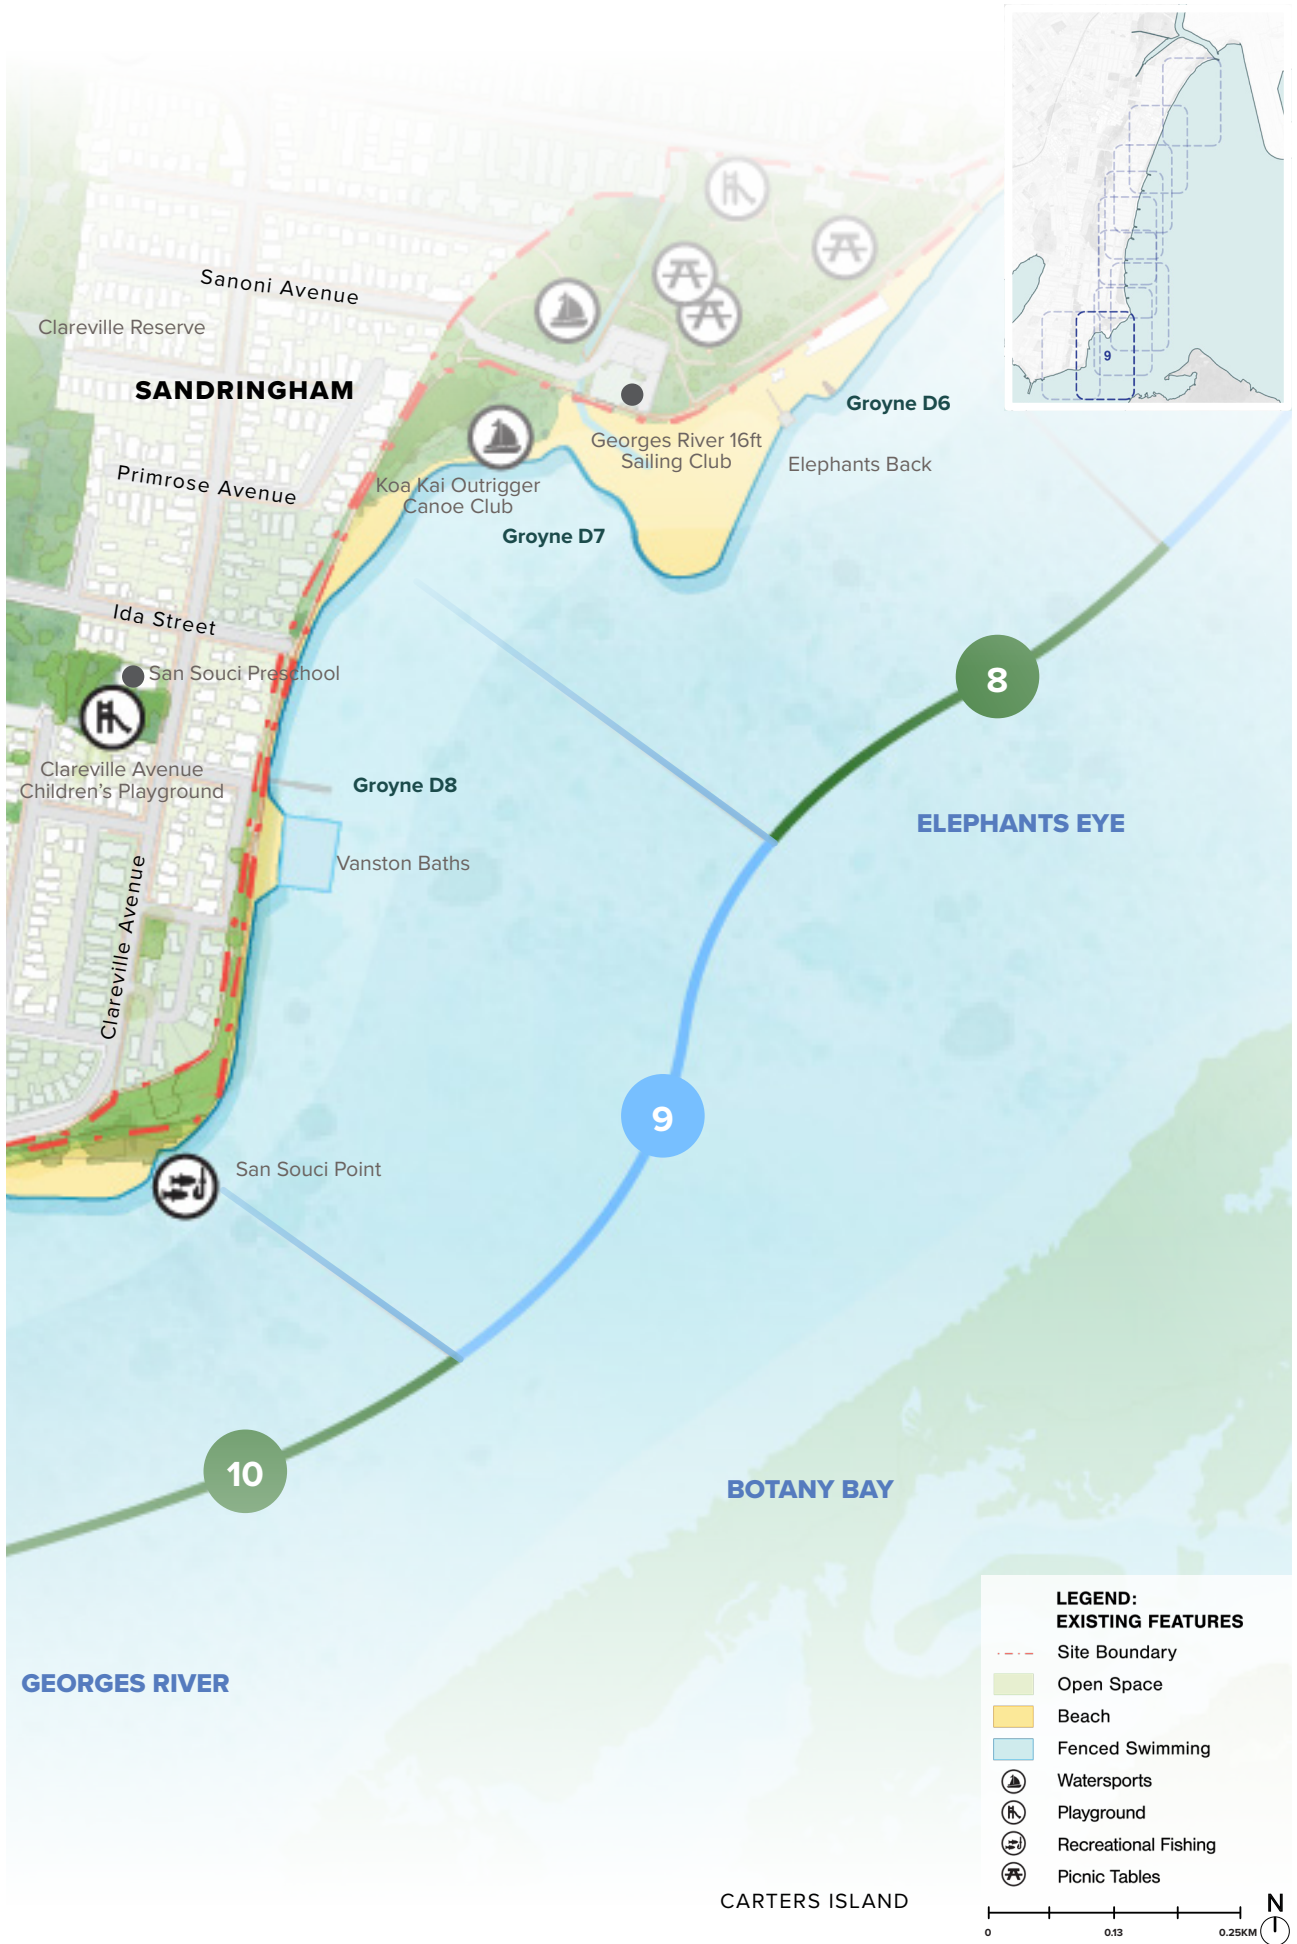 9
Sanoni Avenue
Clareville Reserve
SANDRINGHAM
Groyne D6
Georges River 16ft
Sailing Club
Elephants Back
Primrose Avenue
Koa Kai Outrigger
Canoe Club
Groyne D7
Ida Street
San Souci Preschool
8
Clareville Avenue
Children's Playground
Groyne D8
ELEPHANTS EYE
Vanston Baths
Clareville Avenue
9
San Souci Point
10
BOTANY BAY
GEORGES RIVER
LEGEND:
EXISTING FEATURES
Site Boundary
Open Space
Beach
Fenced Swimming
Watersports
Playground
Recreational Fishing
Picnic Tables
CARTERS ISLAND
N
0 0.13 0.25KM